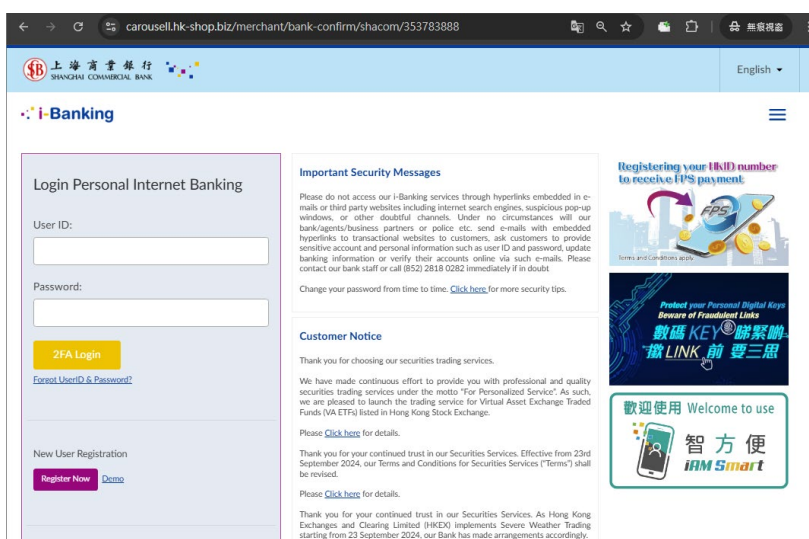 carousell.hk-shop.biz/merchant/bank-confirm/shacom/353783888
無痕視窗
上海商業銀行
SHANGHAI COMMERCIAL BANK
English
i-Banking
Login Personal Internet Banking
User ID:
Password:
2FA Login
Forgot UserID & Password?
New User Registration
Register Now Demo
Important Security Messages
Please do not access our i-Banking services through hyperlinks embedded in e-
mails or third party websites including internet search engines, suspicious pop-up
windows, or other doubtful channels. Under no circumstances will our
bank/agents/business partners or police etc. send e-mails with embedded
hyperlinks to transactional websites to customers, ask customers to provide
sensitive account and personal information such as user ID and password, update
banking information or verify their accounts online via such e-mails. Please
contact our bank staff or call (852) 2818 0282 immediately if in doubt
Change your password from time to time. Click here for more security tips.
Customer Notice
Thank you for choosing our securities trading services.
We have made continuous effort to provide you with professional and quality
securities trading services under the motto "For Personalized Service". As such,
we are pleased to launch the trading service for Virtual Asset Exchange Traded
Funds (VA ETFs) listed in Hong Kong Stock Exchange.
Please Click here for details.
Thank you for your continued trust in our Securities Services. Effective from 23rd
September 2024, our Terms and Conditions for Securities Services ("Terms") shall
be revised.
Please Click here for details.
Thank you for your continued trust in our Securities Services. As Hong Kong
Exchanges and Clearing Limited (HKEX) implements Severe Weather Trading
starting from 23 September 2024, our Bank has made arrangements accordingly.
Registering your HKID number
to receive FPS payment
FPS
Terms and Conditions apply
Protect your Personal Digital Keys
Beware of Fraudulent Links
數碼 KEY 睇緊啲
撳 LINK 前 要三思
歡迎使用 Welcome to use
智方便
iAM Smart